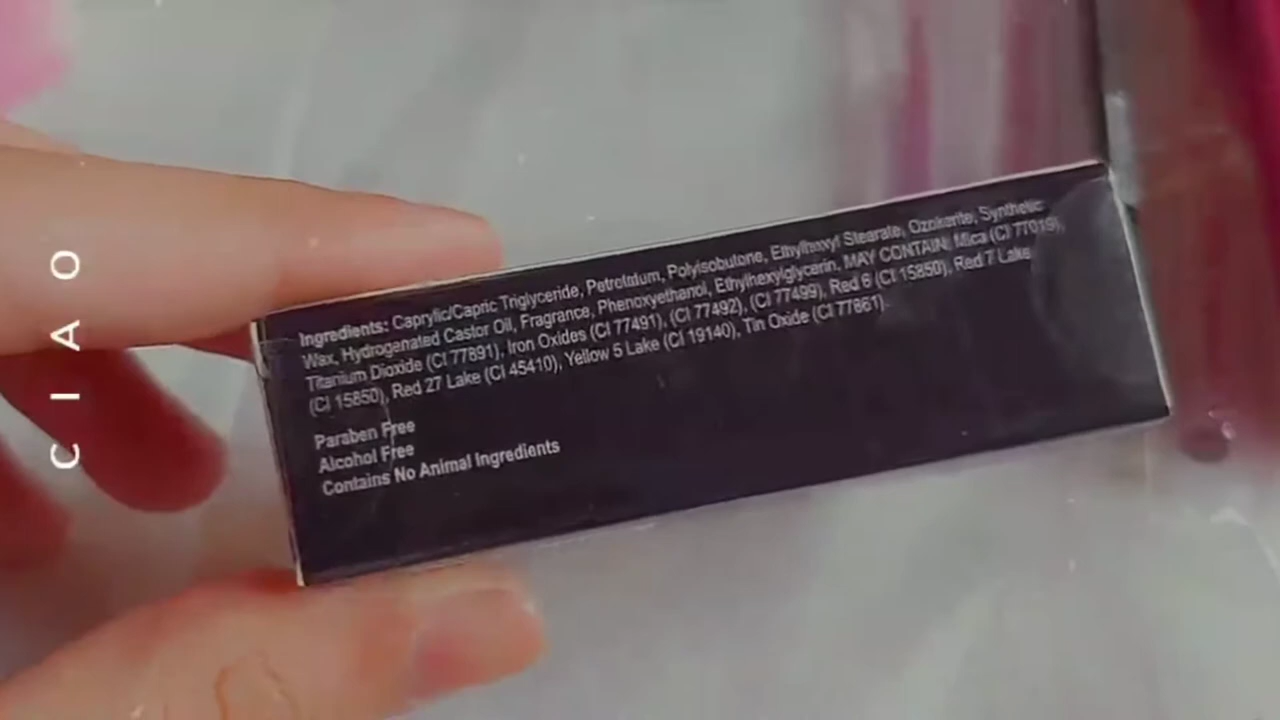 CIAO
Ingredients: Caprylic/Capric Triglyceride, Petrolatum, Polyisobutone, Ethylhexyl Stearate, Ozokerite, Synthetic
Wax, Hydrogenated Castor Oil, Fragrance, Phenoxyethanol, Ethylhexylglycerin, MAY CONTAIN: Mica (CI 77019),
Titanium Dioxide (CI 77891), Iron Oxides (CI 77491), (CI 77492), (CI 77499), Red 6 (CI 15850), Red 7 Lake
(CI 15850), Red 27 Lake (CI 45410), Yellow 5 Lake (CI 19140), Tin Oxide (CI 77861).
Paraben Free
Alcohol Free
Contains No Animal Ingredients